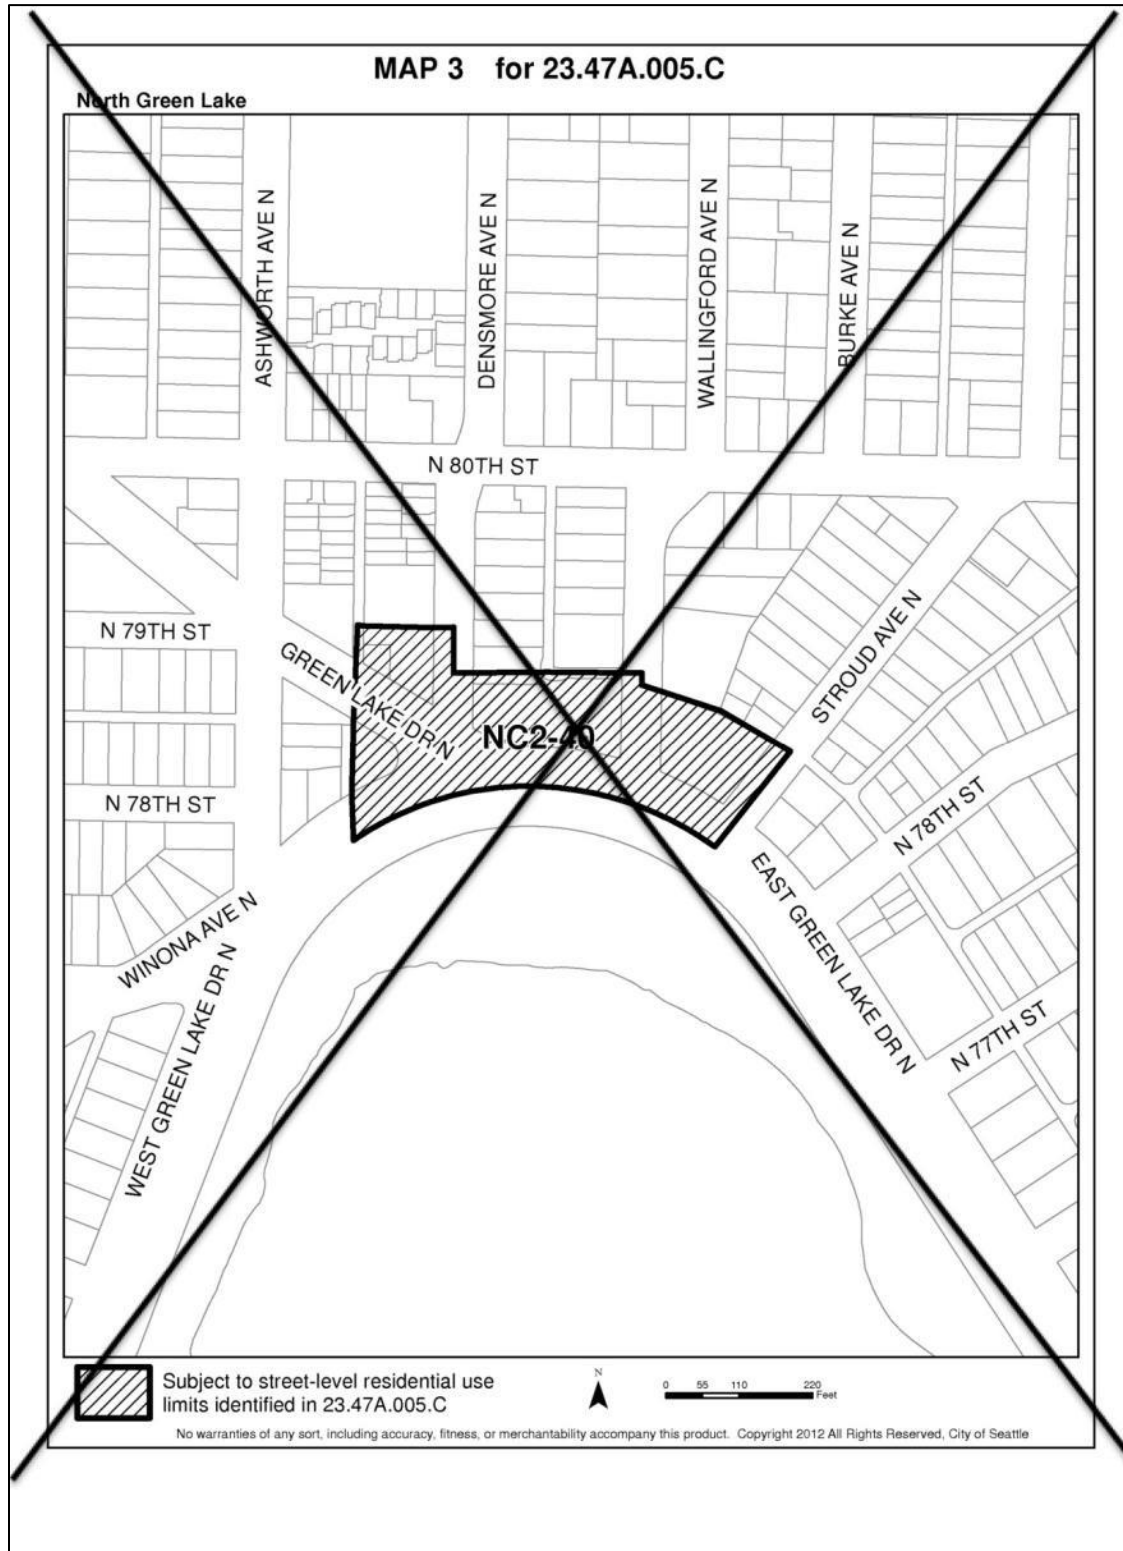 MAP 3 for 23.47A.005.C
North Green Lake
ASHWORTH AVE N
DENSMORE AVE N
WALLINGFORD AVE N
BURKE AVE N
N 80TH ST
N 79TH ST
GREEN LAKE DR N
STROUD AVE N
NC2-40
N 78TH ST
N 78TH ST
WINONA AVE N
EAST GREEN LAKE DR N
WEST GREEN LAKE DR N
N 77TH ST
Subject to street-level residential use
limits identified in 23.47A.005.C
N
0 55 110 220
Feet
No warranties of any sort, including accuracy, fitness, or merchantability accompany this product. Copyright 2012 All Rights Reserved, City of Seattle